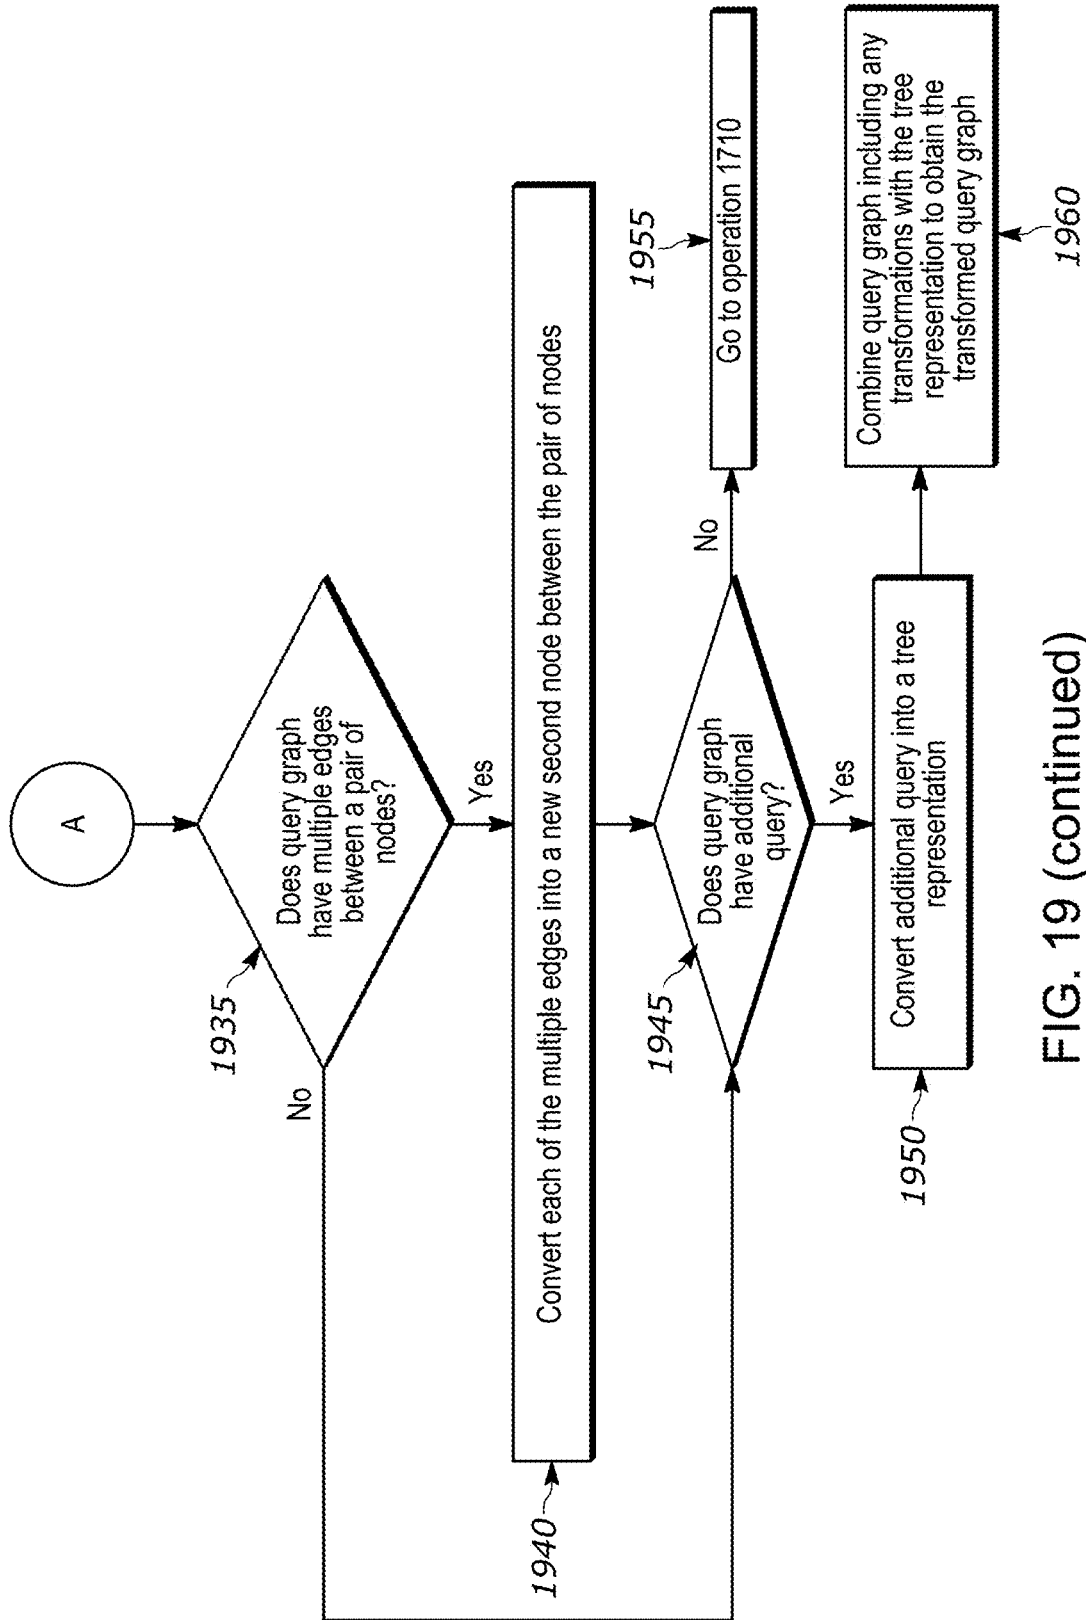 A
1935
Does query graph
have multiple edges
between a pair of
nodes?
No
Yes
1940
Convert each of the multiple edges into a new second node between the pair of nodes
1945
Does query graph
have additional
query?
No
1955
Go to operation 1710
Yes
1950
Convert additional query into a tree
representation
Combine query graph including any
transformations with the tree
representation to obtain the
transformed query graph
1960
FIG. 19 (continued)